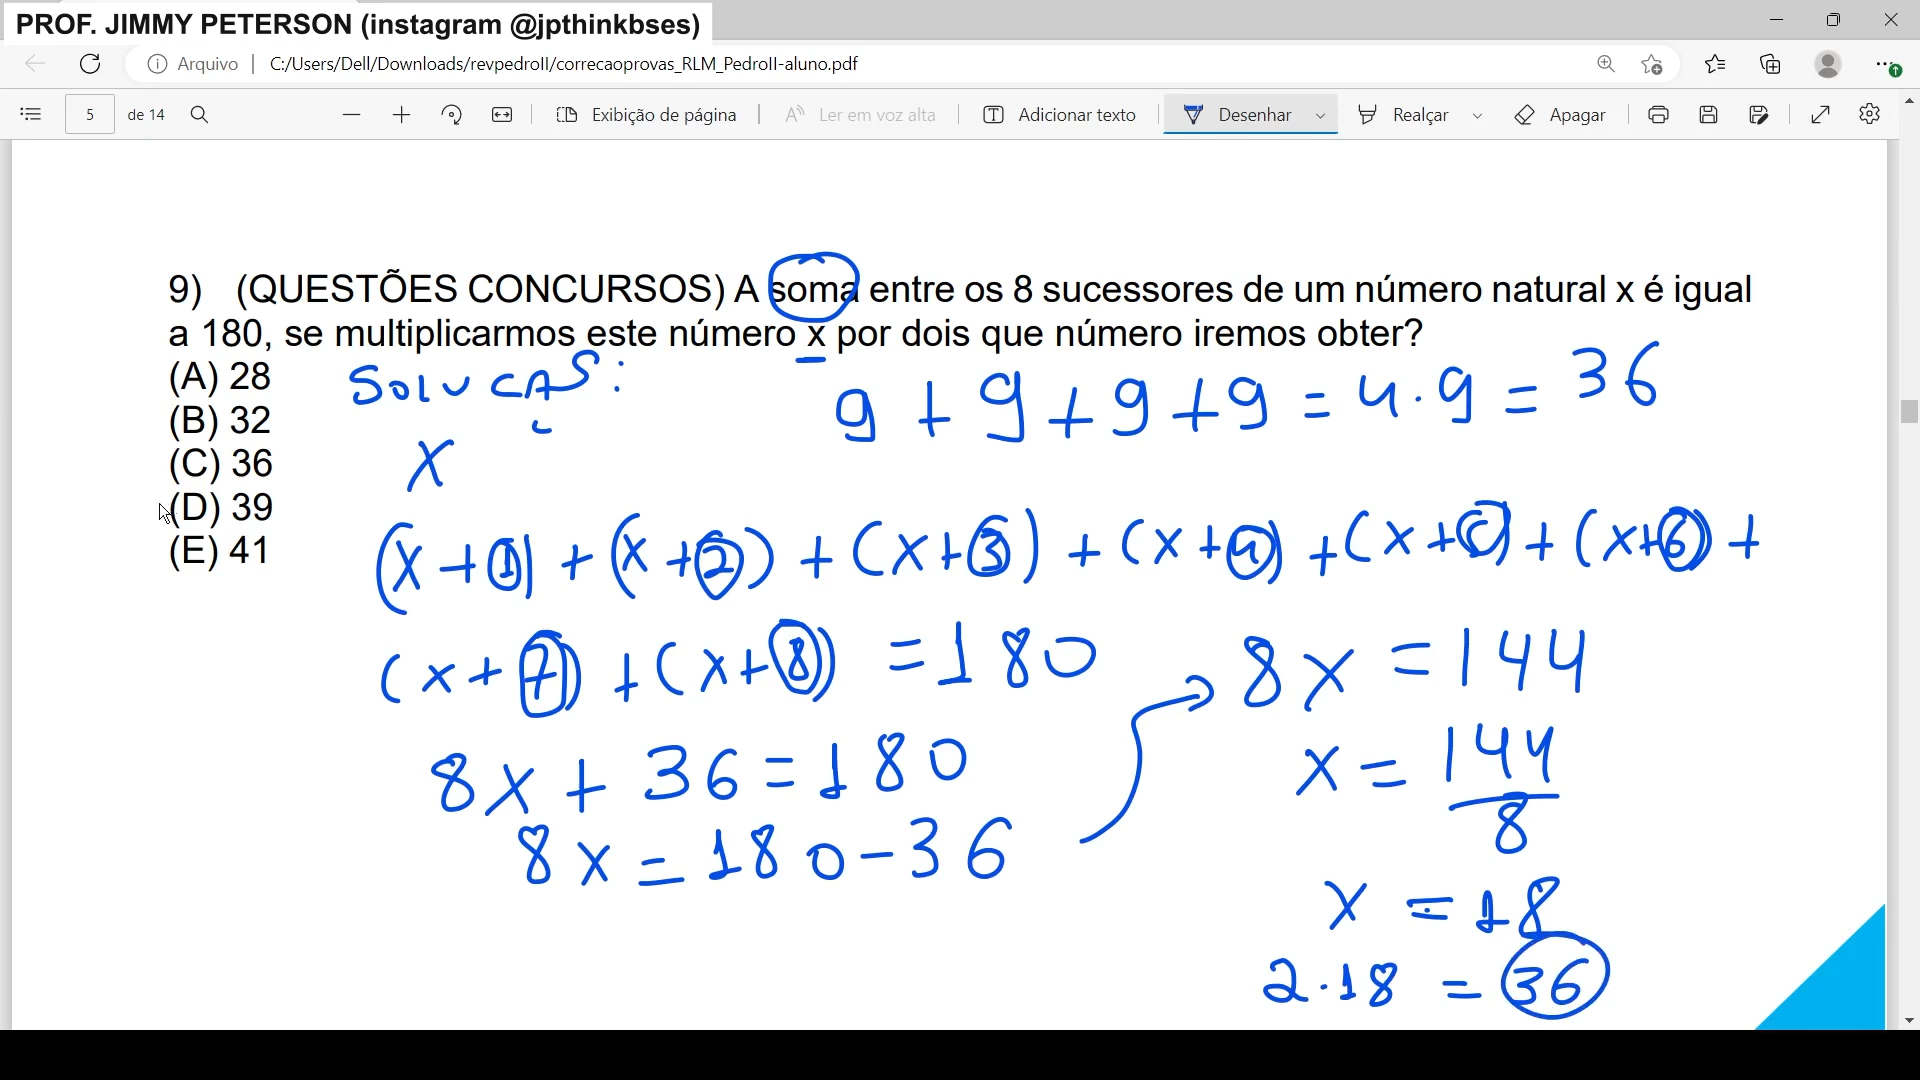 PROF. JIMMY PETERSON (instagram @jpthinkbses)
Arquivo | C:/Users/Dell/Downloads/revpedroII/correcaoprovas_RLM_PedroII-aluno.pdf
5 de 14 Exibição de página Ler em voz alta Adicionar texto Desenhar Realçar Apagar
9) (QUESTÕES CONCURSOS) A soma entre os 8 sucessores de um número natural x é igual
a 180, se multiplicarmos este número x por dois que número iremos obter?
(A) 28
(B) 32
(C) 36
(D) 39
(E) 41
SOLUÇAS:
9 + 9 + 9 + 9 = 4 . 9 = 36
X
(x + 1) + (x + 2) + (x + 3) + (x + 4) + (x + 5) + (x + 6) +
(x + 7) + (x + 8) = 180
8x + 36 = 180
8x = 180 - 36
8x = 144
x = 144
8
x = 18
2 . 18 = 36